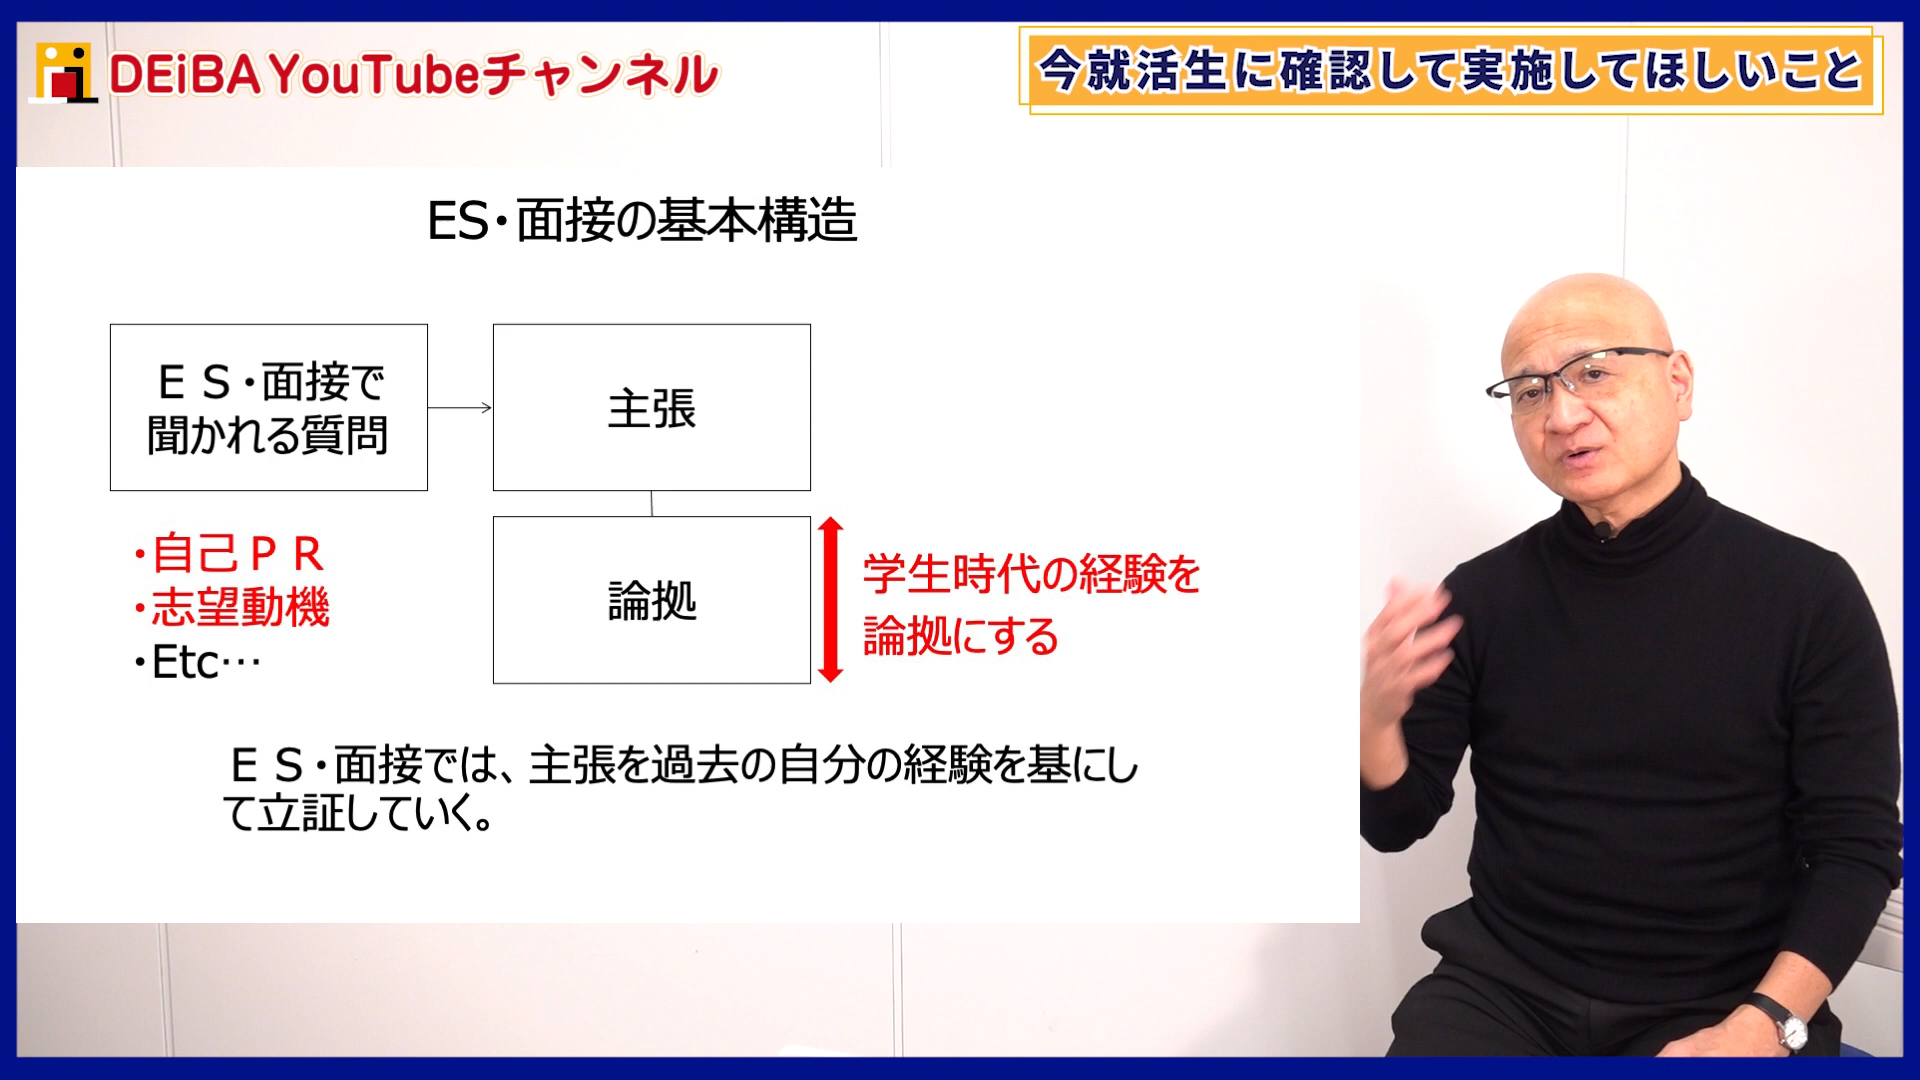 DEiBA YouTubeチャンネル
今就活生に確認して実施してほしいこと
ES・面接の基本構造
ＥＳ・面接で
聞かれる質問
主張
・自己ＰＲ
・志望動機
・Etc…
論拠
学生時代の経験を
論拠にする
ＥＳ・面接では、主張を過去の自分の経験を基にし
て立証していく。